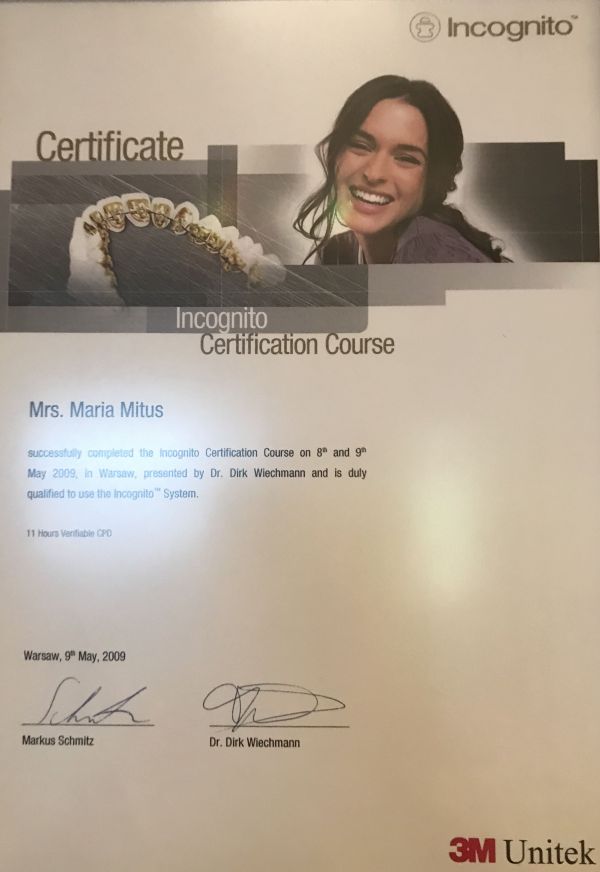 Incognito™
Certificate
Incognito
Certification Course
Mrs. Maria Mitus
successfully completed the Incognito Certification Course on 8th and 9th
May 2009, in Warsaw, presented by Dr. Dirk Wiechmann and is duly
qualified to use the Incognito™ System.
11 Hours Verifiable CPD
Warsaw, 9th May, 2009
Markus Schmitz
Dr. Dirk Wiechmann
3M Unitek